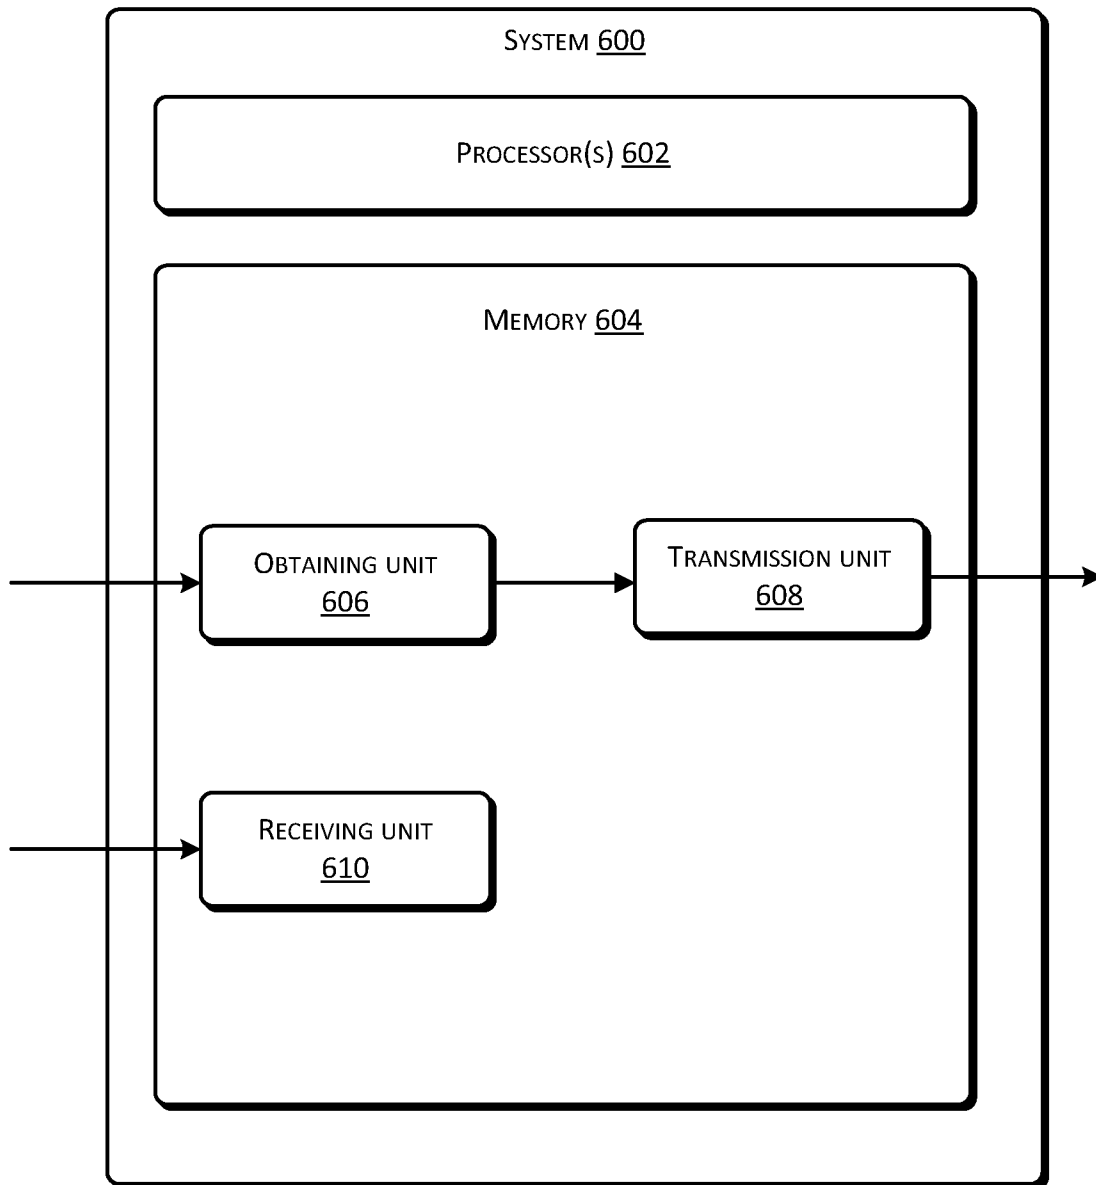 SYSTEM 600
PROCESSOR(S) 602
MEMORY 604
OBTAINING UNIT
606
TRANSMISSION UNIT
608
RECEIVING UNIT
610